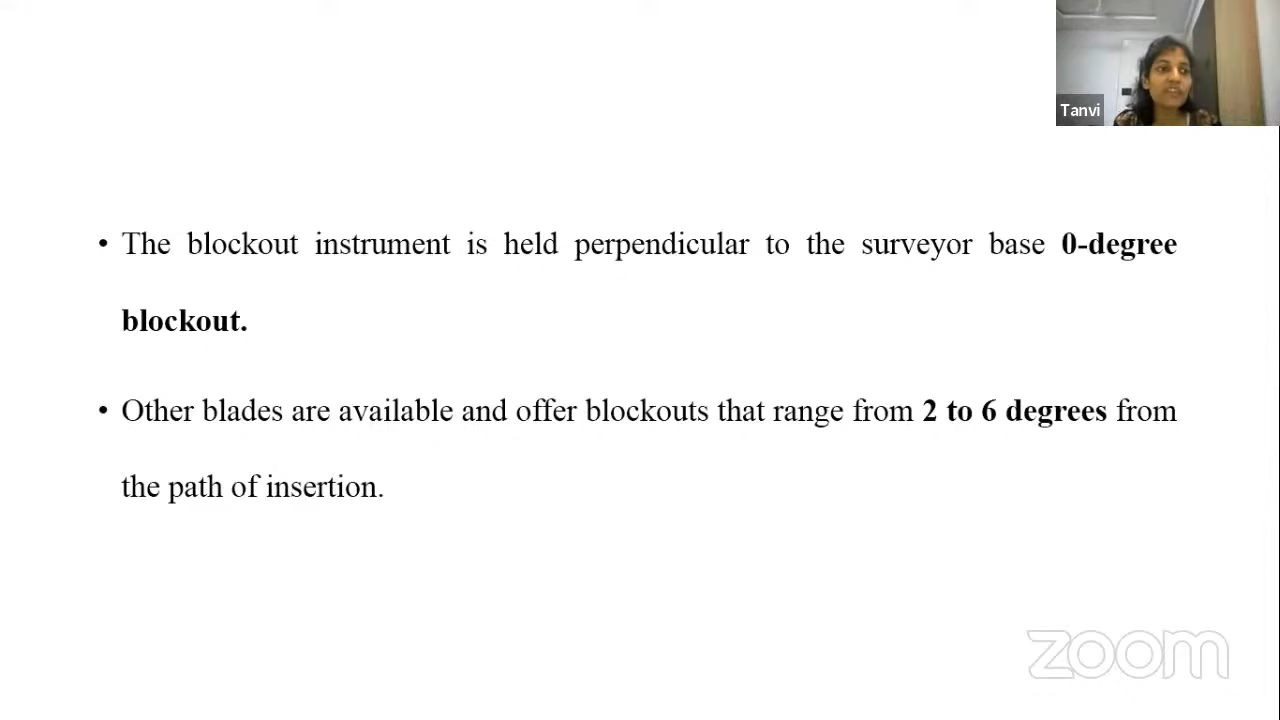 Tanvi
• The blockout instrument is held perpendicular to the surveyor base 0-degree
blockout.
• Other blades are available and offer blockouts that range from 2 to 6 degrees from
the path of insertion.
zoom